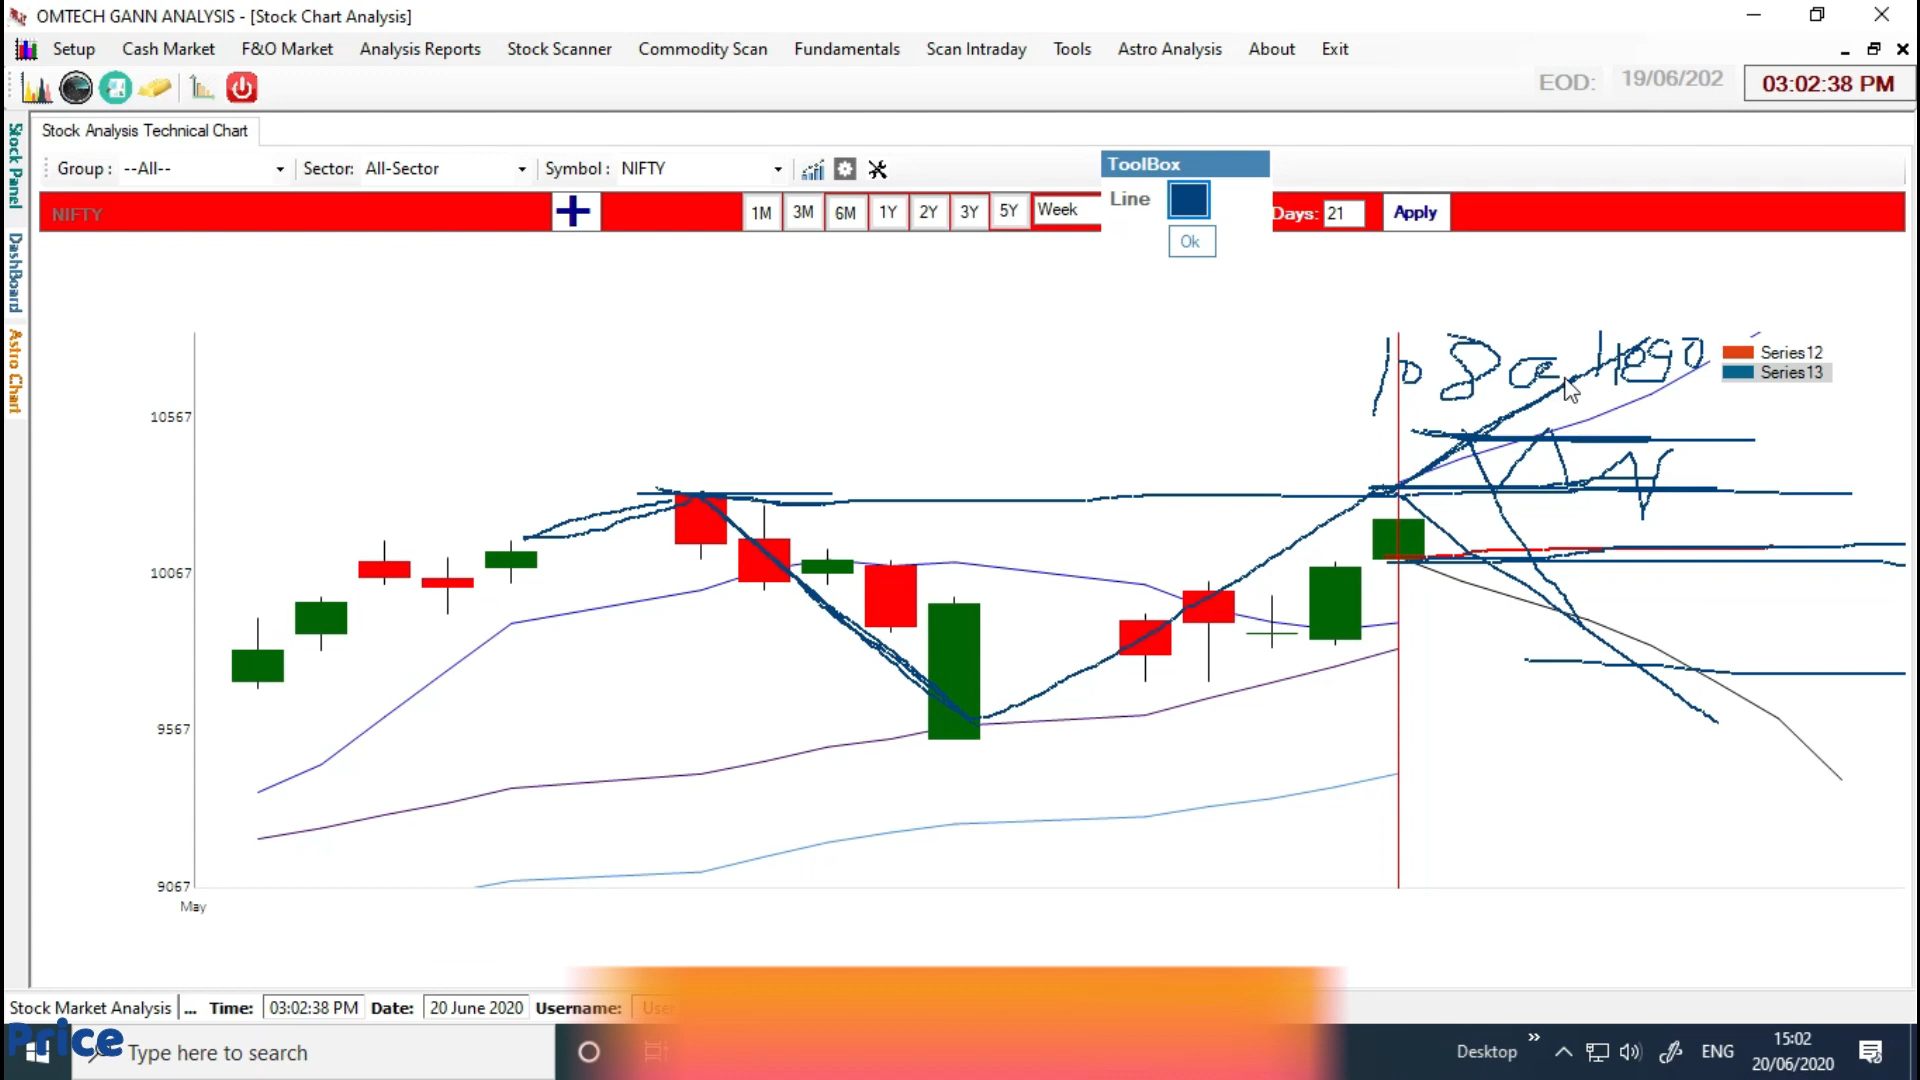 OMTECH GANN ANALYSIS - [Stock Chart Analysis]
Setup Cash Market F&O Market Analysis Reports Stock Scanner Commodity Scan Fundamentals Scan Intraday Tools Astro Analysis About Exit
EOD: 19/06/202 03:02:38 PM
Stock Panel
DashBoard
Astro Chart
Stock Analysis Technical Chart
Group : --All-- Sector: All-Sector Symbol : NIFTY
ToolBox
Line
Ok
NIFTY 1M 3M 6M 1Y 2Y 3Y 5Y Week Days: 21 Apply
Series12
Series13
10567
10067
9567
9067
May
Stock Market Analysis ... Time: 03:02:38 PM Date: 20 June 2020 Username: User
Price
Type here to search
Desktop ENG 15:02
20/06/2020